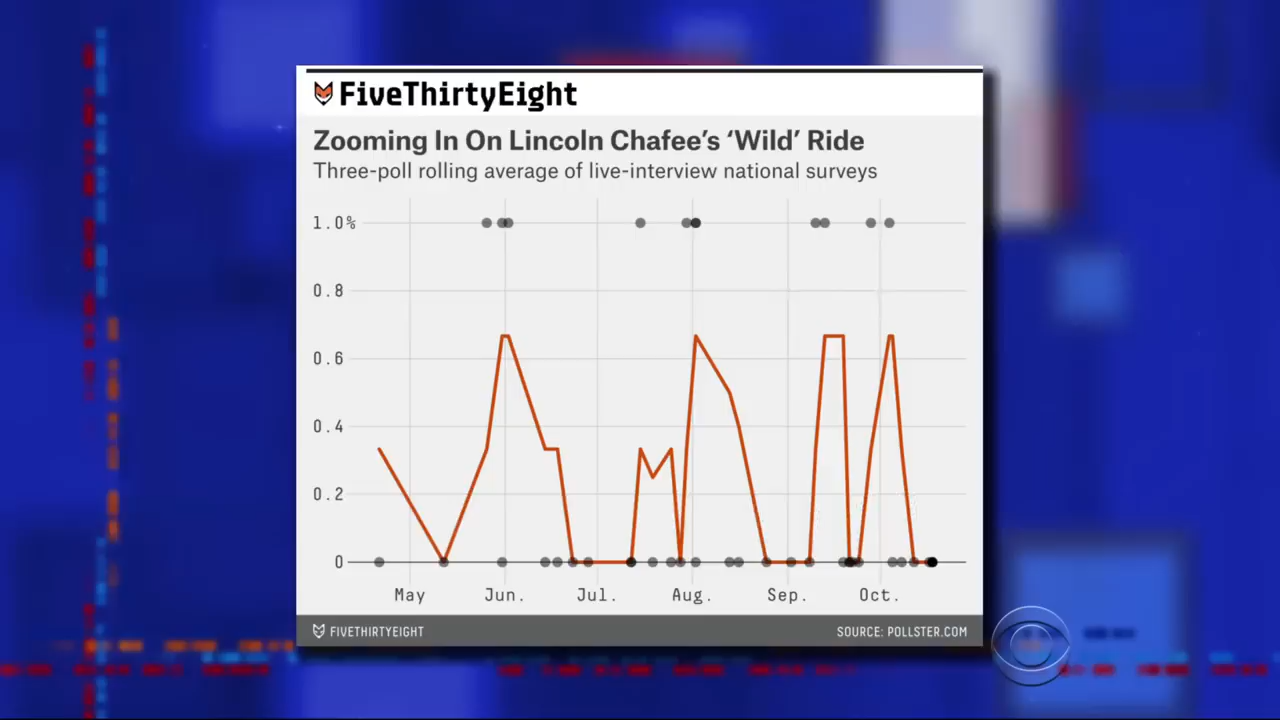 FiveThirtyEight
Zooming In On Lincoln Chafee's ‘Wild’ Ride
Three-poll rolling average of live-interview national surveys
1.0%
0.8
0.6
0.4
0.2
0
May Jun. Jul. Aug. Sep. Oct.
FIVETHIRTYEIGHT SOURCE: POLLSTER.COM